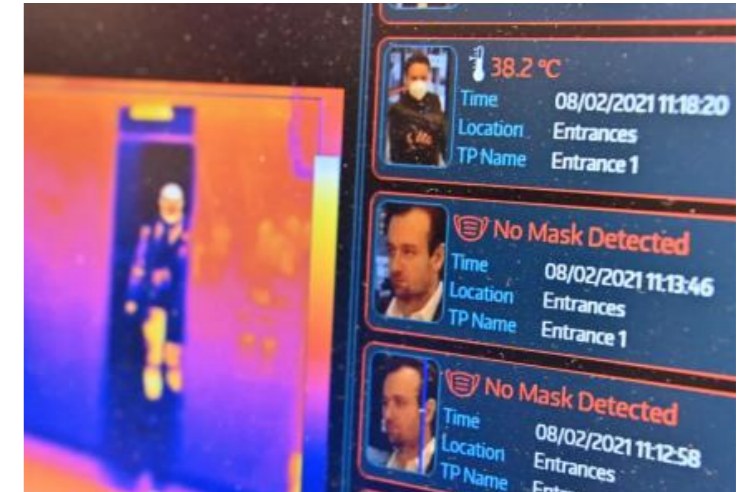 38.2 °C
Time 08/02/2021 11:18:20
Location Entrances
TP Name Entrance 1
No Mask Detected
Time 08/02/2021 11:13:46
Location Entrances
TP Name Entrance 1
No Mask Detected
Time 08/02/2021 11:12:58
Location Entrances
TP Name